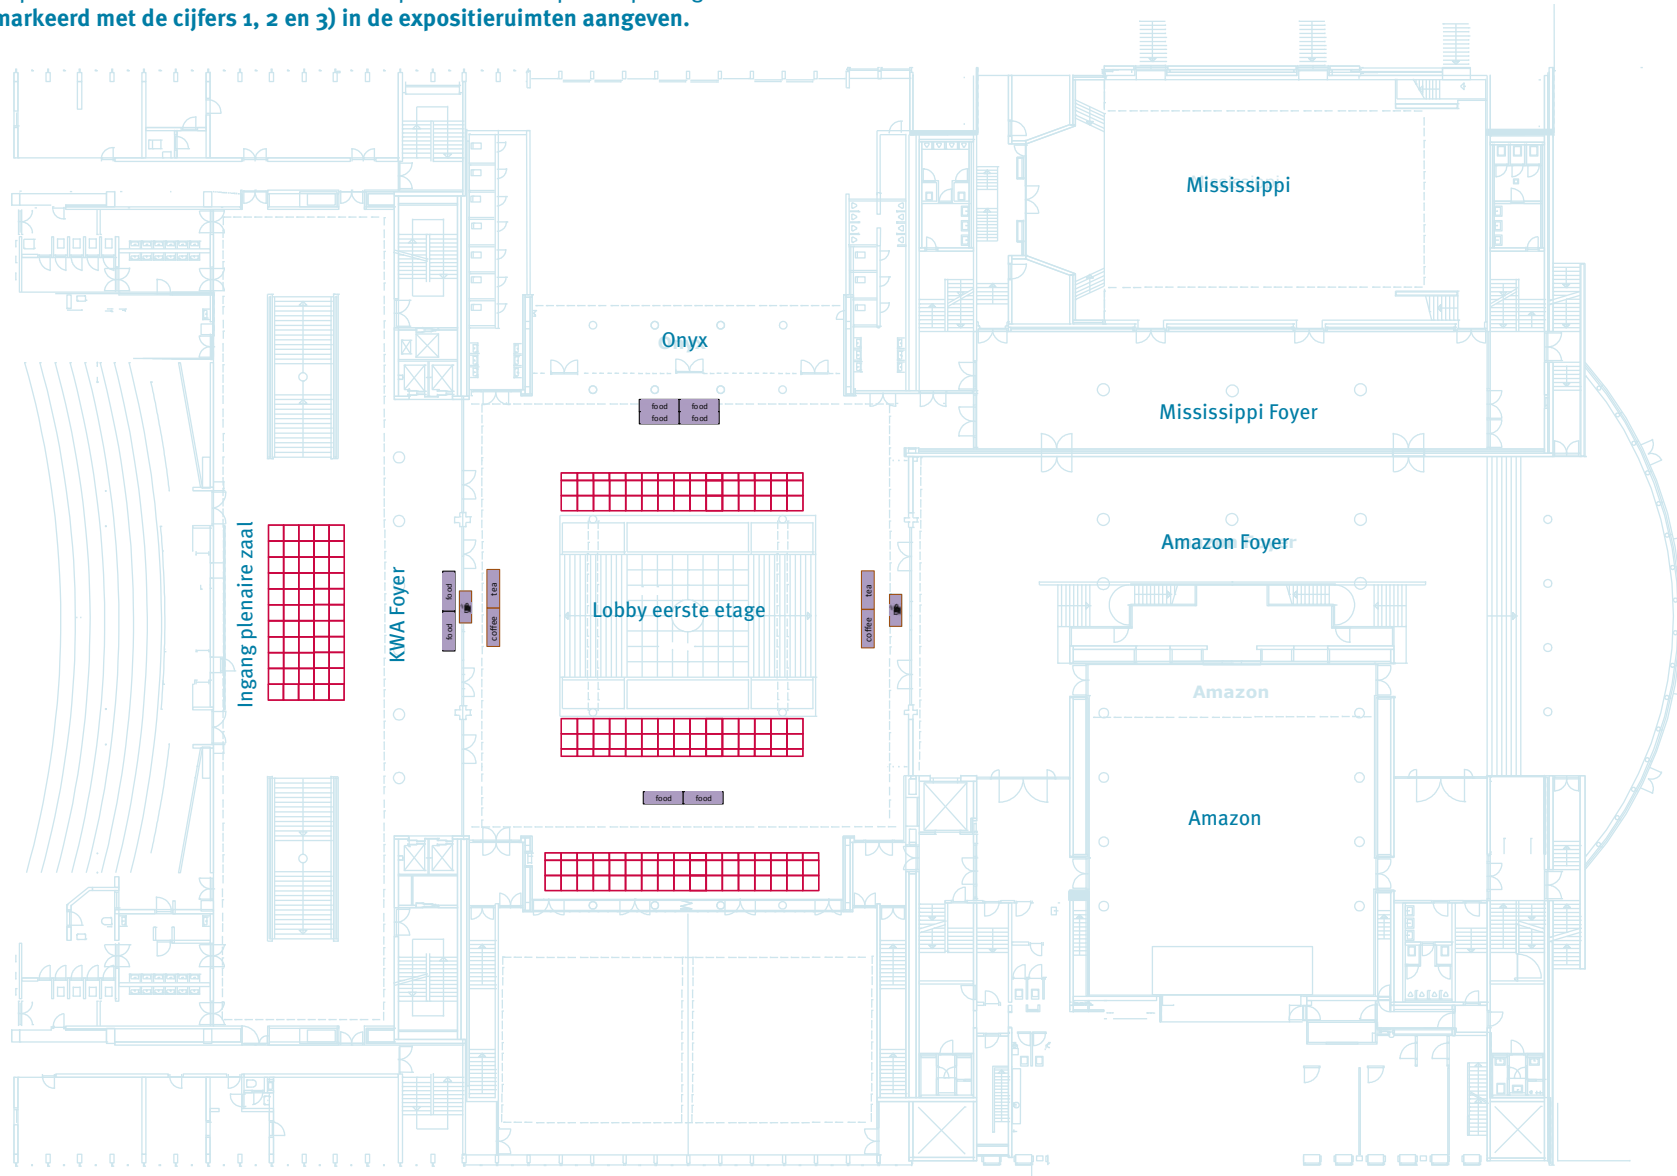 markeerd met de cijfers 1, 2 en 3) in de expositieruimten aangeven.
Mississippi
Onyx
food food
food food
Mississippi Foyer
Ingang plenaire zaal
KWA Foyer
Amazon Foyer
food
food
tea
coffee
Lobby eerste etage
tea
coffee
Amazon
food food
Amazon